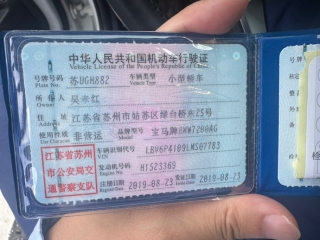 中华人民共和国机动车行驶证
Vehicle License of the People's Republic of China
号牌号码 苏UGH882 车辆类型 小型轿车
Plate No. Vehicle Type
所有人 吴来红
Owner
住址 江苏省苏州市姑苏区绿台桥东25号
Address
使用性质 非营运 品牌型号 宝马牌BMW7200AG
Use Character Model
江苏省苏州
市公安局交
通警察支队
车辆识别代号 LBV6P4109LMS07783
VIN
发动机号码 H1523369
Engine No.
注册日期 2019-08-23 发证日期 2019-08-23
Register Date Issue Date
检